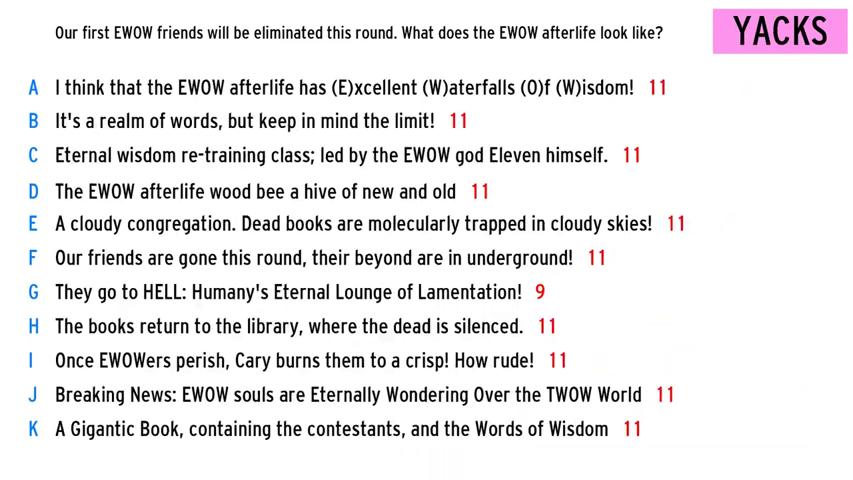 Our first EWOW friends will be eliminated this round. What does the EWOW afterlife look like?
YACKS
A I think that the EWOW afterlife has (E)xcellent (W)aterfalls (O)f (W)isdom! 11
B It's a realm of words, but keep in mind the limit! 11
C Eternal wisdom re-training class; led by the EWOW god Eleven himself. 11
D The EWOW afterlife wood bee a hive of new and old 11
E A cloudy congregation. Dead books are molecularly trapped in cloudy skies! 11
F Our friends are gone this round, their beyond are in underground! 11
G They go to HELL: Humany's Eternal Lounge of Lamentation! 9
H The books return to the library, where the dead is silenced. 11
I Once EWOWers perish, Cary burns them to a crisp! How rude! 11
J Breaking News: EWOW souls are Eternally Wondering Over the TWOW World 11
K A Gigantic Book, containing the contestants, and the Words of Wisdom 11